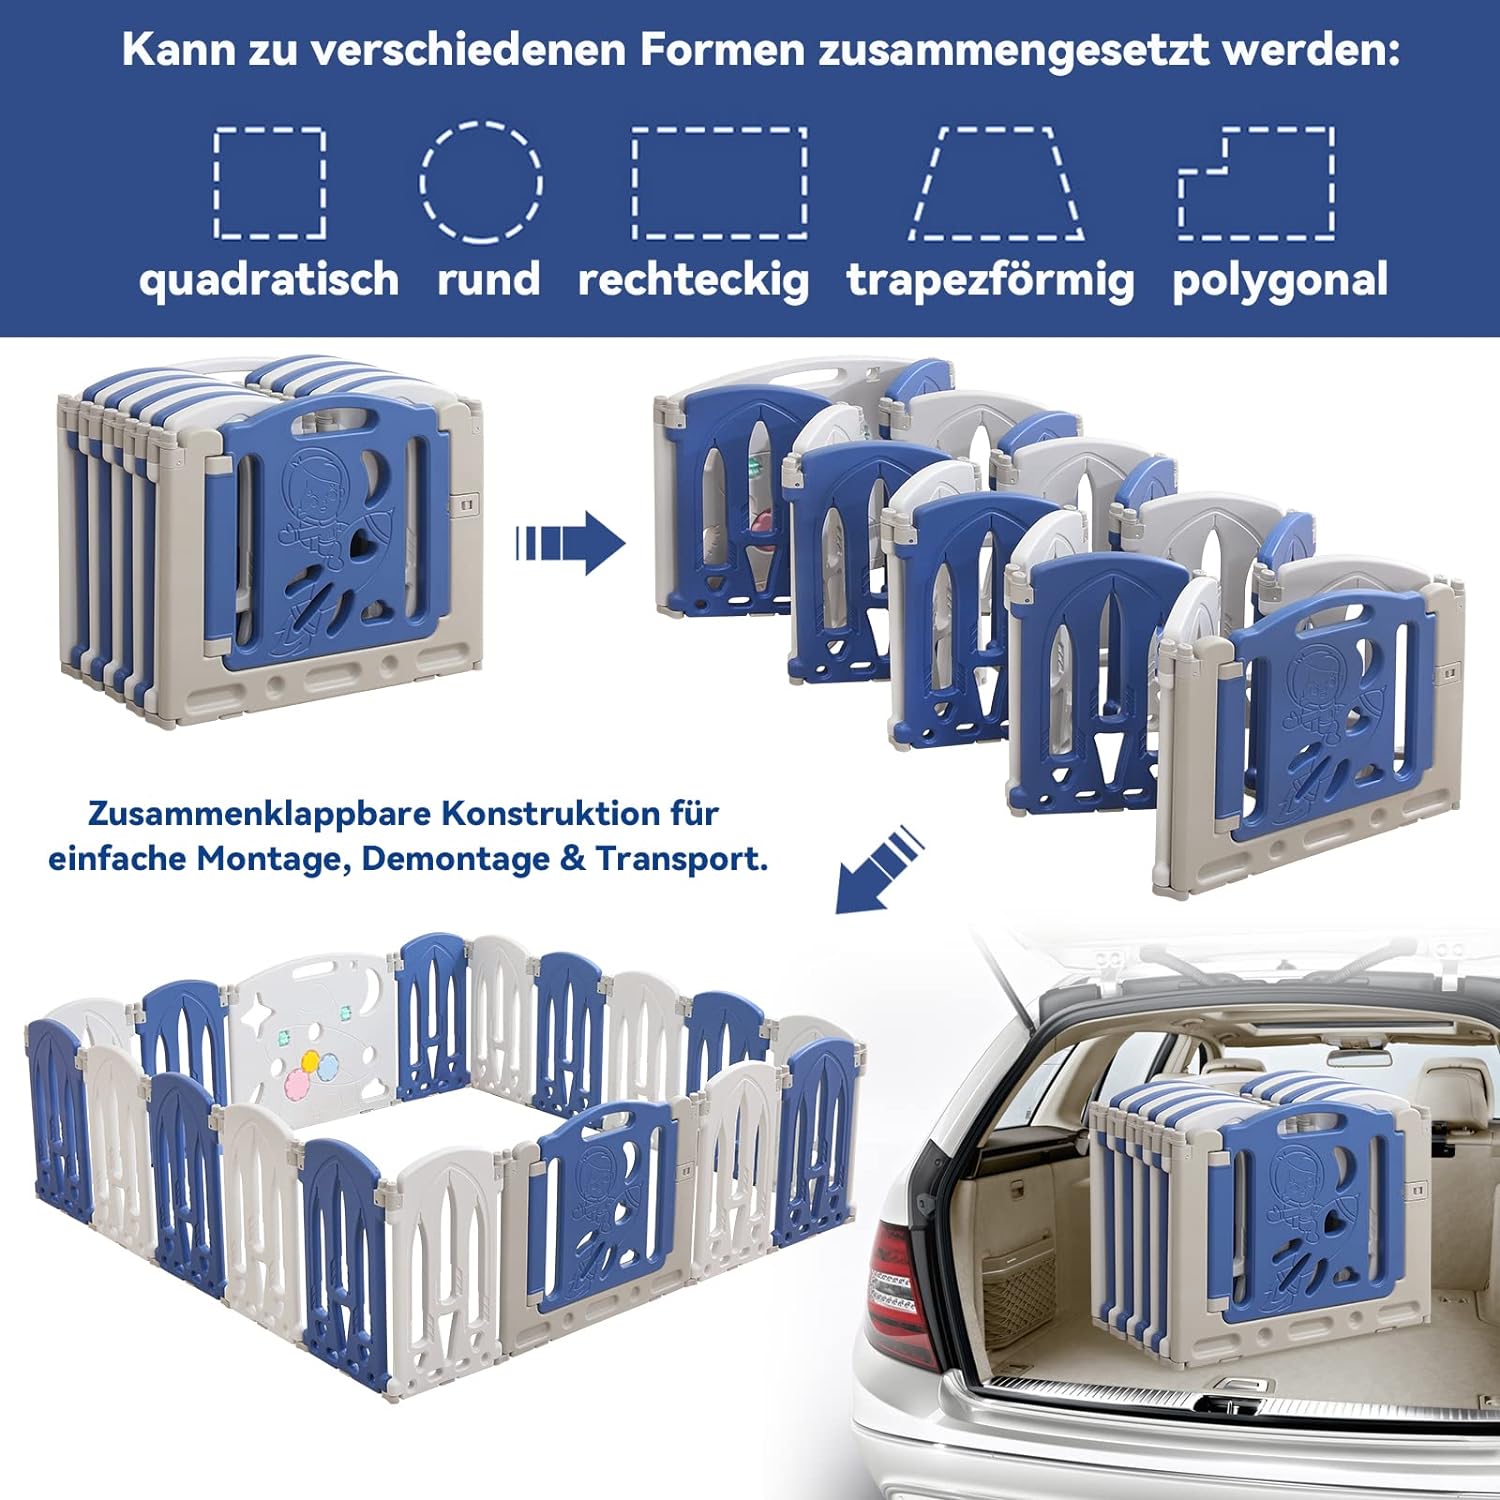 Kann zu verschiedenen Formen zusammengesetzt werden:
quadratisch rund rechteckig trapezförmig polygonal
Zusammenklappbare Konstruktion für
einfache Montage, Demontage & Transport.